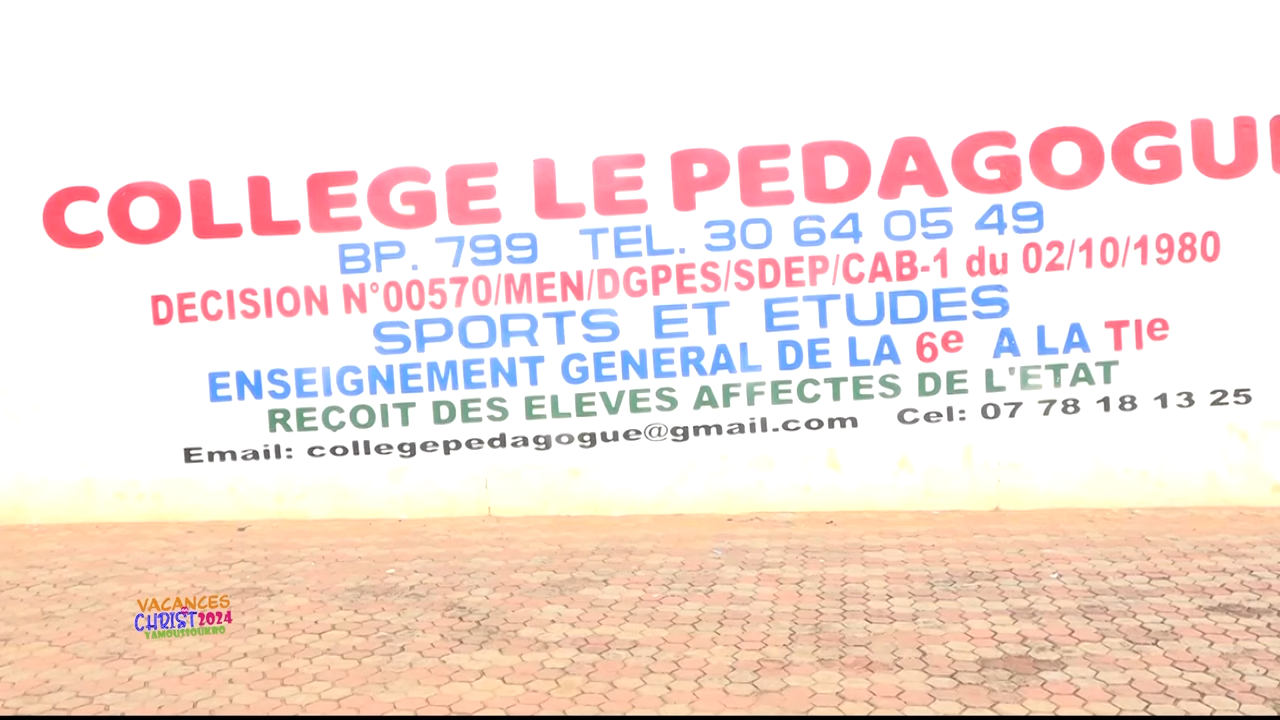 COLLEGE LE PEDAGOGUE
BP. 799 TEL. 30 64 05 49
DECISION N°00570/MEN/DGPES/SDEP/CAB-1 du 02/10/1980
SPORTS ET ETUDES
ENSEIGNEMENT GENERAL DE LA 6e A LA Tle
REÇOIT DES ELEVES AFFECTES DE L'ETAT
Email: collegepedagogue@gmail.com Cel: 07 78 18 13 25
VACANCES
CHRIST 2024
YAMOUSSOUKRO